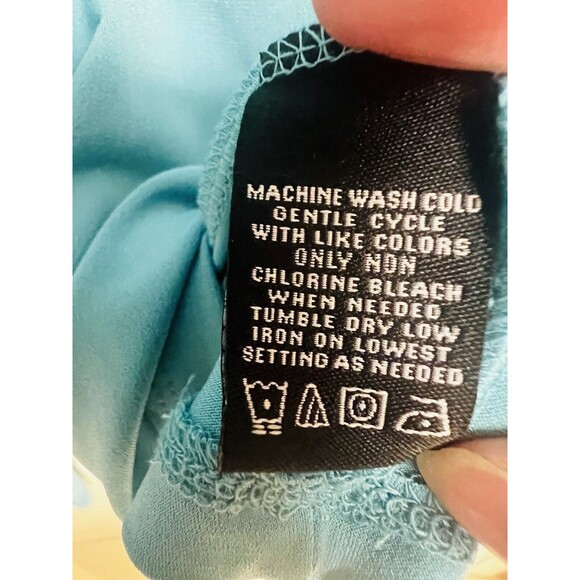 MACHINE WASH COLD
GENTLE CYCLE
WITH LIKE COLORS
ONLY NON
CHLORINE BLEACH
WHEN NEEDED
TUMBLE DRY LOW
IRON ON LOWEST
SETTING AS NEEDED